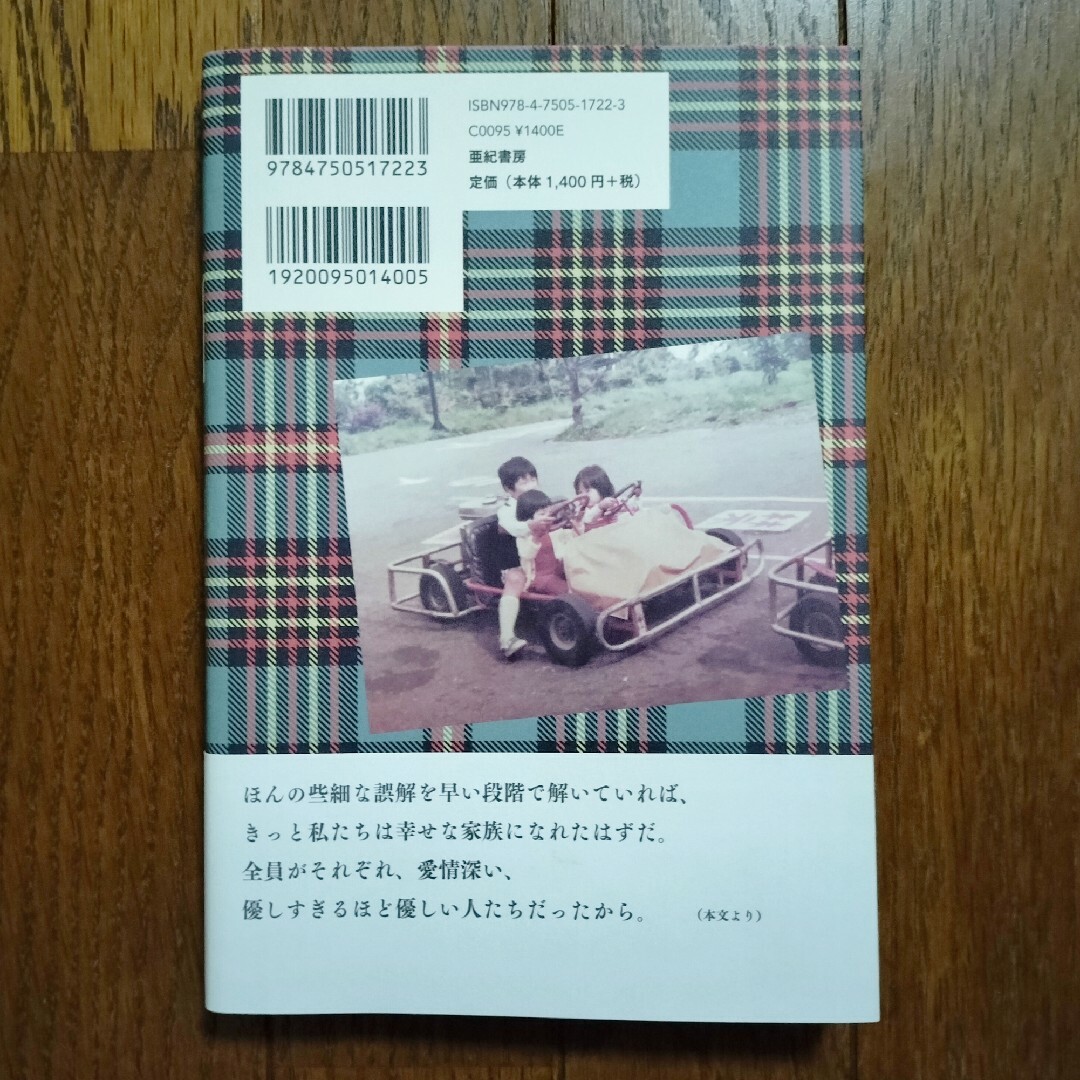 ISBN978-4-7505-1722-3
C0095 ¥1400E
亜紀書房
定価（本体1,400円＋税）
9784750517223
1920095014005
ほんの些細な誤解を早い段階で解いていれば、
きっと私たちは幸せな家族になれたはずだ。
全員がそれぞれ、愛情深い、
優しすぎるほど優しい人たちだったから。 （本文より）